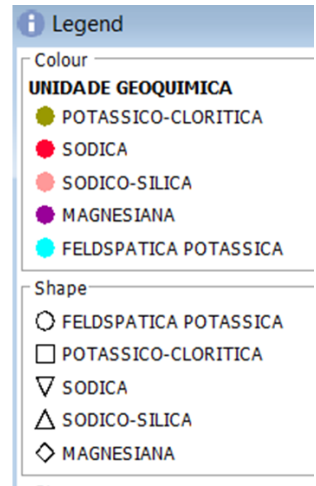 Legend
Colour
UNIDADE GEOQUIMICA
POTASSICO-CLORITICA
SODICA
SODICO-SILICA
MAGNESIANA
FELDSPATICA POTASSICA
Shape
FELDSPATICA POTASSICA
POTASSICO-CLORITICA
SODICA
SODICO-SILICA
MAGNESIANA